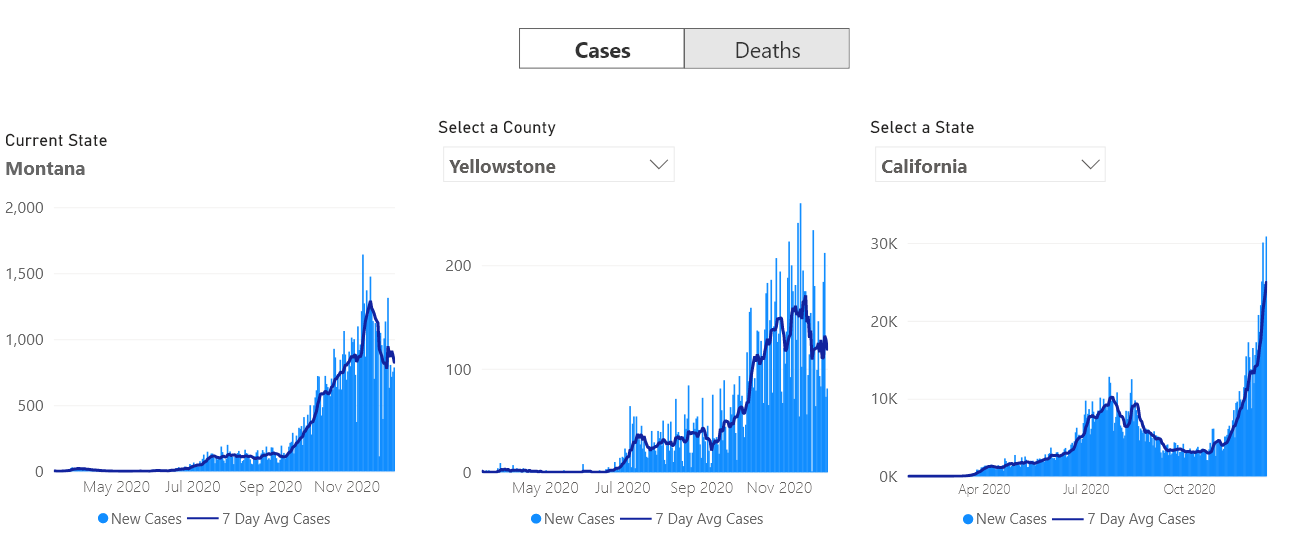 Cases Deaths
Current State
Montana
Select a County
Yellowstone
Select a State
California
2,000
1,500
1,000
500
0
May 2020 Jul 2020 Sep 2020 Nov 2020
New Cases 7 Day Avg Cases
200
100
0
May 2020 Jul 2020 Sep 2020 Nov 2020
New Cases 7 Day Avg Cases
30K
20K
10K
0K
Apr 2020 Jul 2020 Oct 2020
New Cases 7 Day Avg Cases